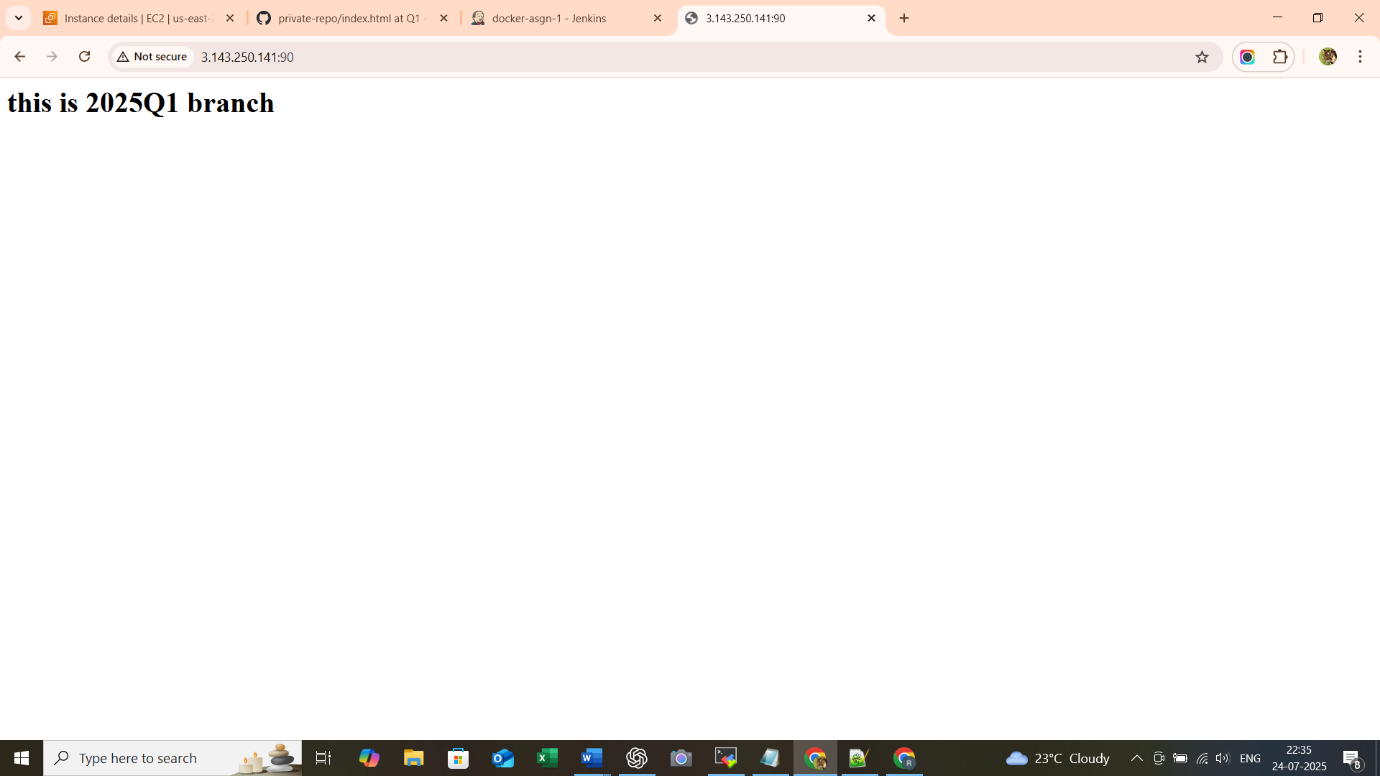 Instance details | EC2 | us-east-2
private-repo/index.html at Q1 ·
docker-asgn-1 - Jenkins
3.143.250.141:90
Not secure
3.143.250.141:90
this is 2025Q1 branch
Type here to search
23°C Cloudy
ENG
22:35
24-07-2025
8